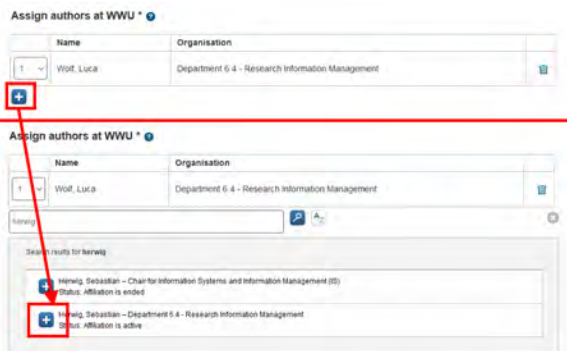 Assign authors at WWU * ?
Name Organisation
1 Wolf, Luca Department 6.4 - Research Information Management
Assign authors at WWU * ?
Name Organisation
1 Wolf, Luca Department 6.4 - Research Information Management
herwig
Search results for herwig
Herwig, Sebastian – Chair for Information Systems and Information Management (IS)
Status: Affiliation is ended
Herwig, Sebastian – Department 6.4 - Research Information Management
Status: Affiliation is active